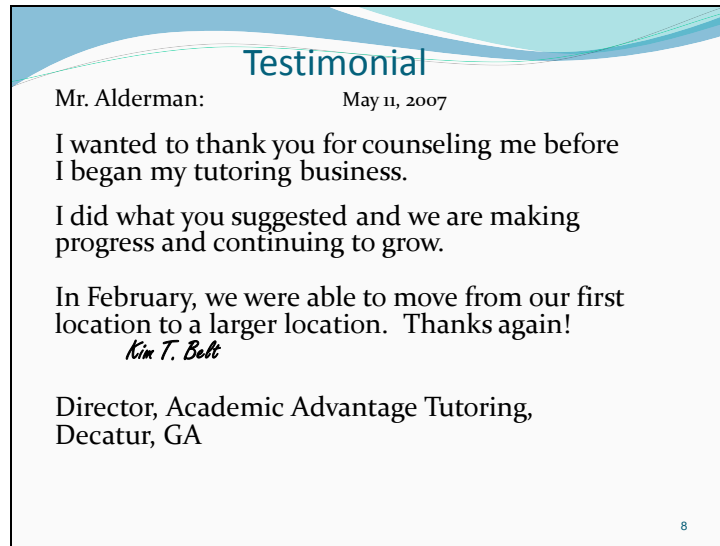 Testimonial
Mr. Alderman: May 11, 2007
I wanted to thank you for counseling me before
I began my tutoring business.
I did what you suggested and we are making
progress and continuing to grow.
In February, we were able to move from our first
location to a larger location. Thanks again!
Kim T. Belt
Director, Academic Advantage Tutoring,
Decatur, GA
8